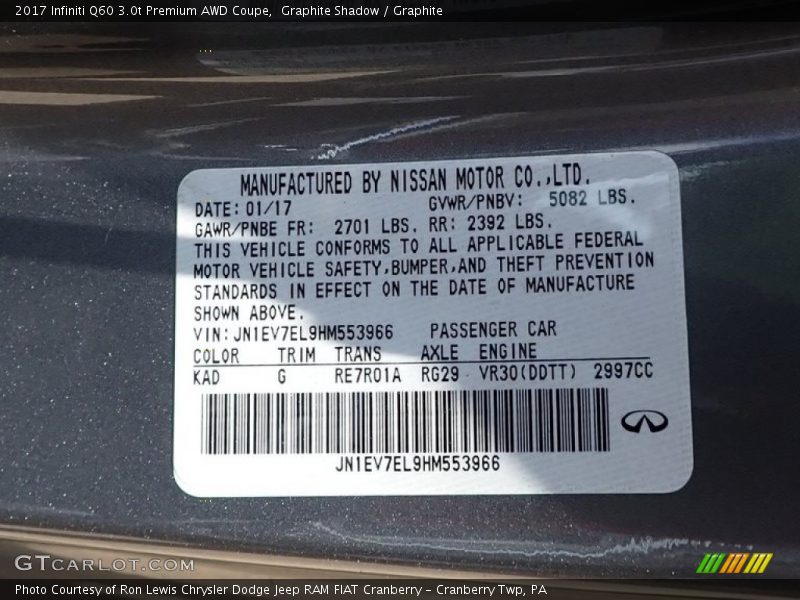 2017 Infiniti Q60 3.0t Premium AWD Coupe,  Graphite Shadow / Graphite
MANUFACTURED BY NISSAN MOTOR CO.,LTD.
DATE: 01/17 GVWR/PNBV: 5082 LBS.
GAWR/PNBE FR: 2701 LBS. RR: 2392 LBS.
THIS VEHICLE CONFORMS TO ALL APPLICABLE FEDERAL
MOTOR VEHICLE SAFETY,BUMPER,AND THEFT PREVENTION
STANDARDS IN EFFECT ON THE DATE OF MANUFACTURE
SHOWN ABOVE.
VIN: JN1EV7EL9HM553966 PASSENGER CAR
COLOR TRIM TRANS AXLE ENGINE
KAD G RE7R01A RG29 VR30(DDTT) 2997CC
JN1EV7EL9HM553966
GTCARLOT.COM
Photo Courtesy of Ron Lewis Chrysler Dodge Jeep RAM FIAT Cranberry – Cranberry Twp, PA